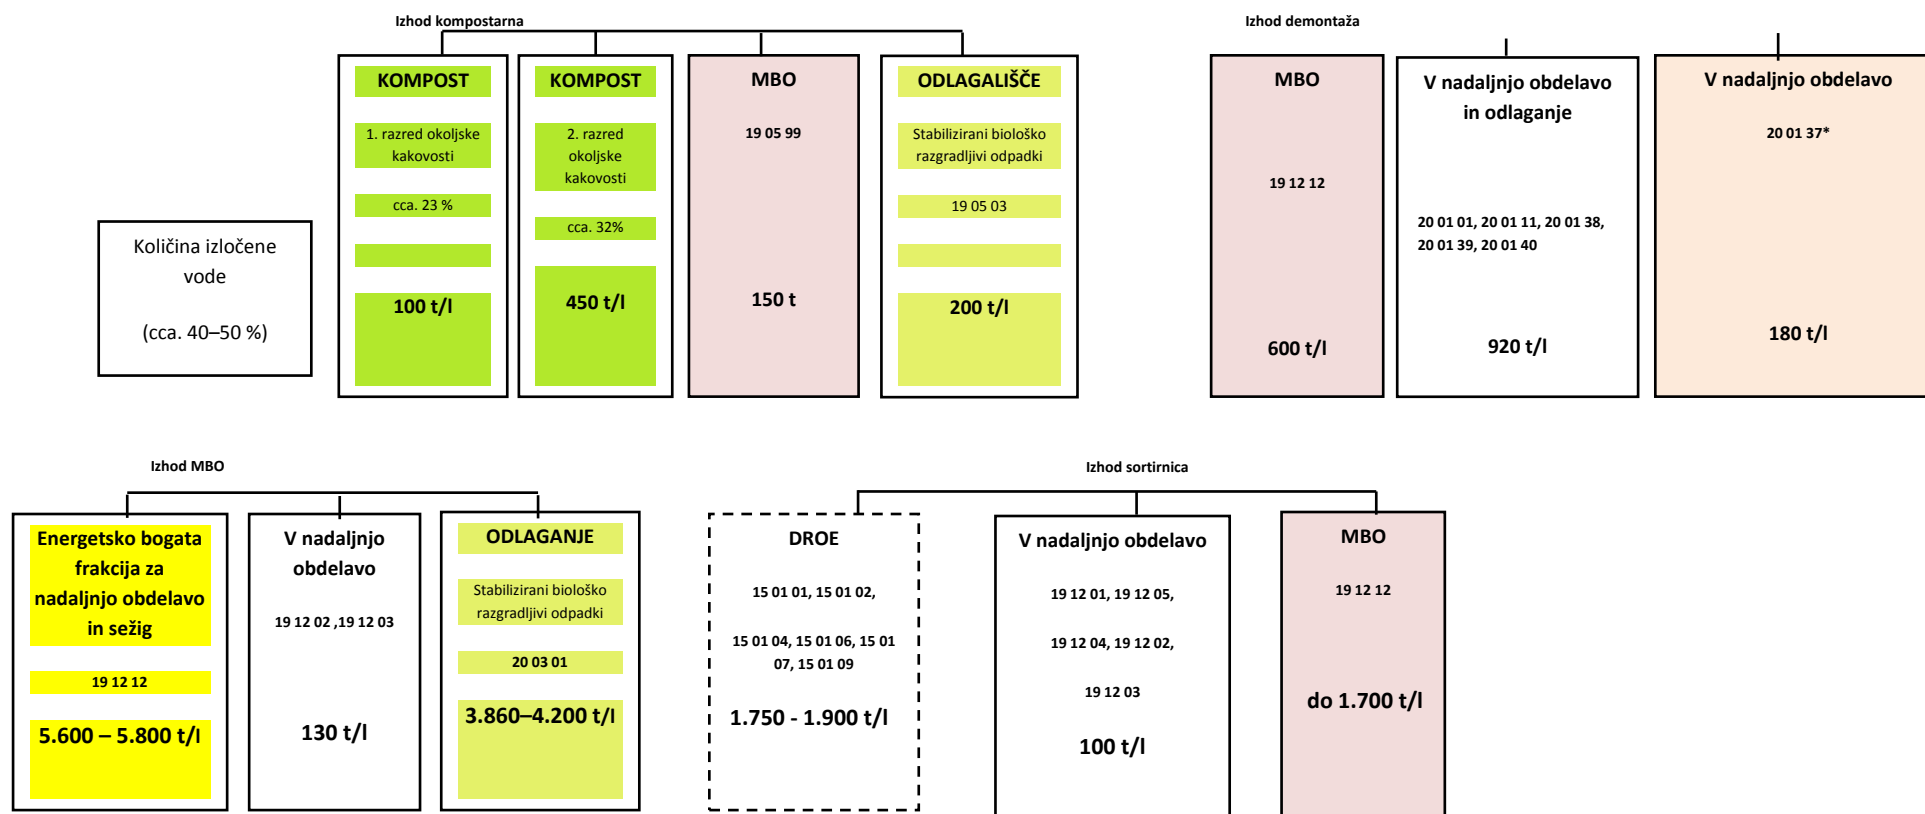 Izhod kompostarna
KOMPOST
1. razred okoljske
kakovosti
cca. 23 %
100 t/l
KOMPOST
2. razred
okoljske
kakovosti
cca. 32%
450 t/l
MBO
19 05 99
150 t
ODLAGALIŠČE
Stabilizirani biološko
razgradljivi odpadki
19 05 03
200 t/l
Količina izločene
vode
(cca. 40–50 %)
Izhod demontaža
MBO
19 12 12
600 t/l
V nadaljnjo obdelavo
in odlaganje
20 01 01, 20 01 11, 20 01 38,
20 01 39, 20 01 40
920 t/l
V nadaljnjo obdelavo
20 01 37*
180 t/l
Izhod MBO
Energetsko bogata
frakcija za
nadaljnjo obdelavo
in sežig
19 12 12
5.600 – 5.800 t/l
V nadaljnjo
obdelavo
19 12 02 ,19 12 03
130 t/l
ODLAGANJE
Stabilizirani biološko
razgradljivi odpadki
20 03 01
3.860–4.200 t/l
Izhod sortirnica
DROE
15 01 01, 15 01 02,
15 01 04, 15 01 06, 15 01
07, 15 01 09
1.750 - 1.900 t/l
V nadaljnjo obdelavo
19 12 01, 19 12 05,
19 12 04, 19 12 02,
19 12 03
100 t/l
MBO
19 12 12
do 1.700 t/l